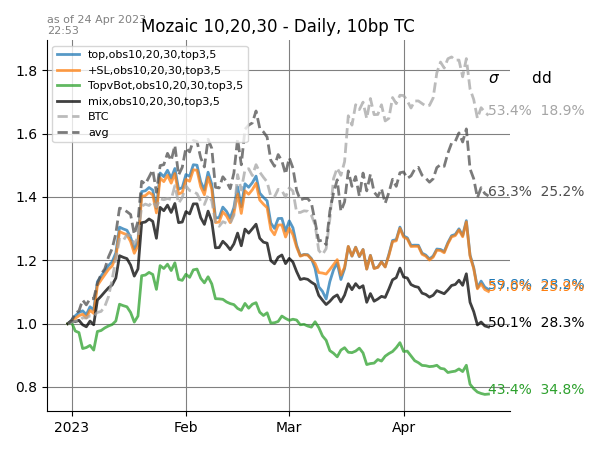 as of 24 Apr 2023
22:53
Mozaic 10,20,30 - Daily, 10bp TC
top,obs10,20,30,top3,5
+SL,obs10,20,30,top3,5
TopvBot,obs10,20,30,top3,5
mix,obs10,20,30,top3,5
BTC
avg
σ dd
53.4% 18.9%
63.3% 25.2%
50.1% 28.3%
43.4% 34.8%
1.8
1.6
1.4
1.2
1.0
0.8
2023 Feb Mar Apr